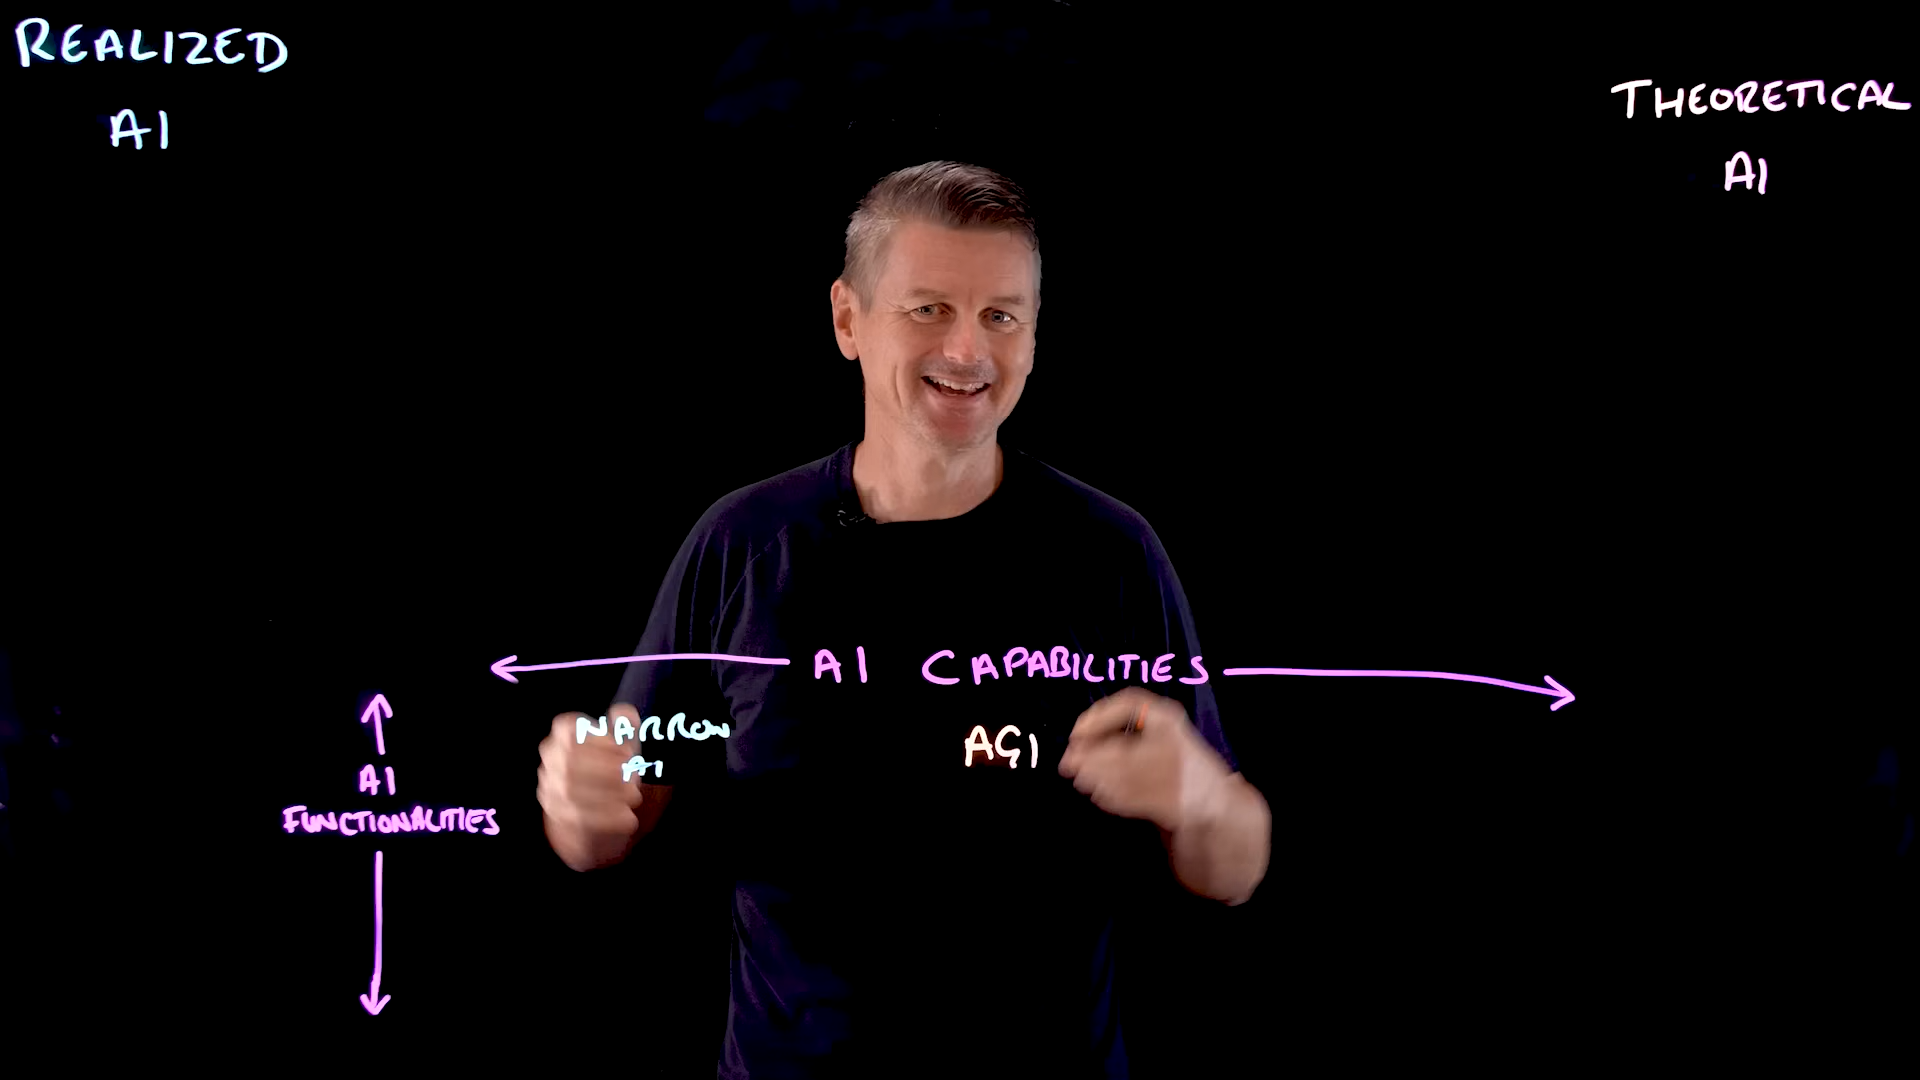 REALIZED
AI
THEORETICAL
AI
AI CAPABILITIES
NARROW
AI
AGI
AI
FUNCTIONALITIES